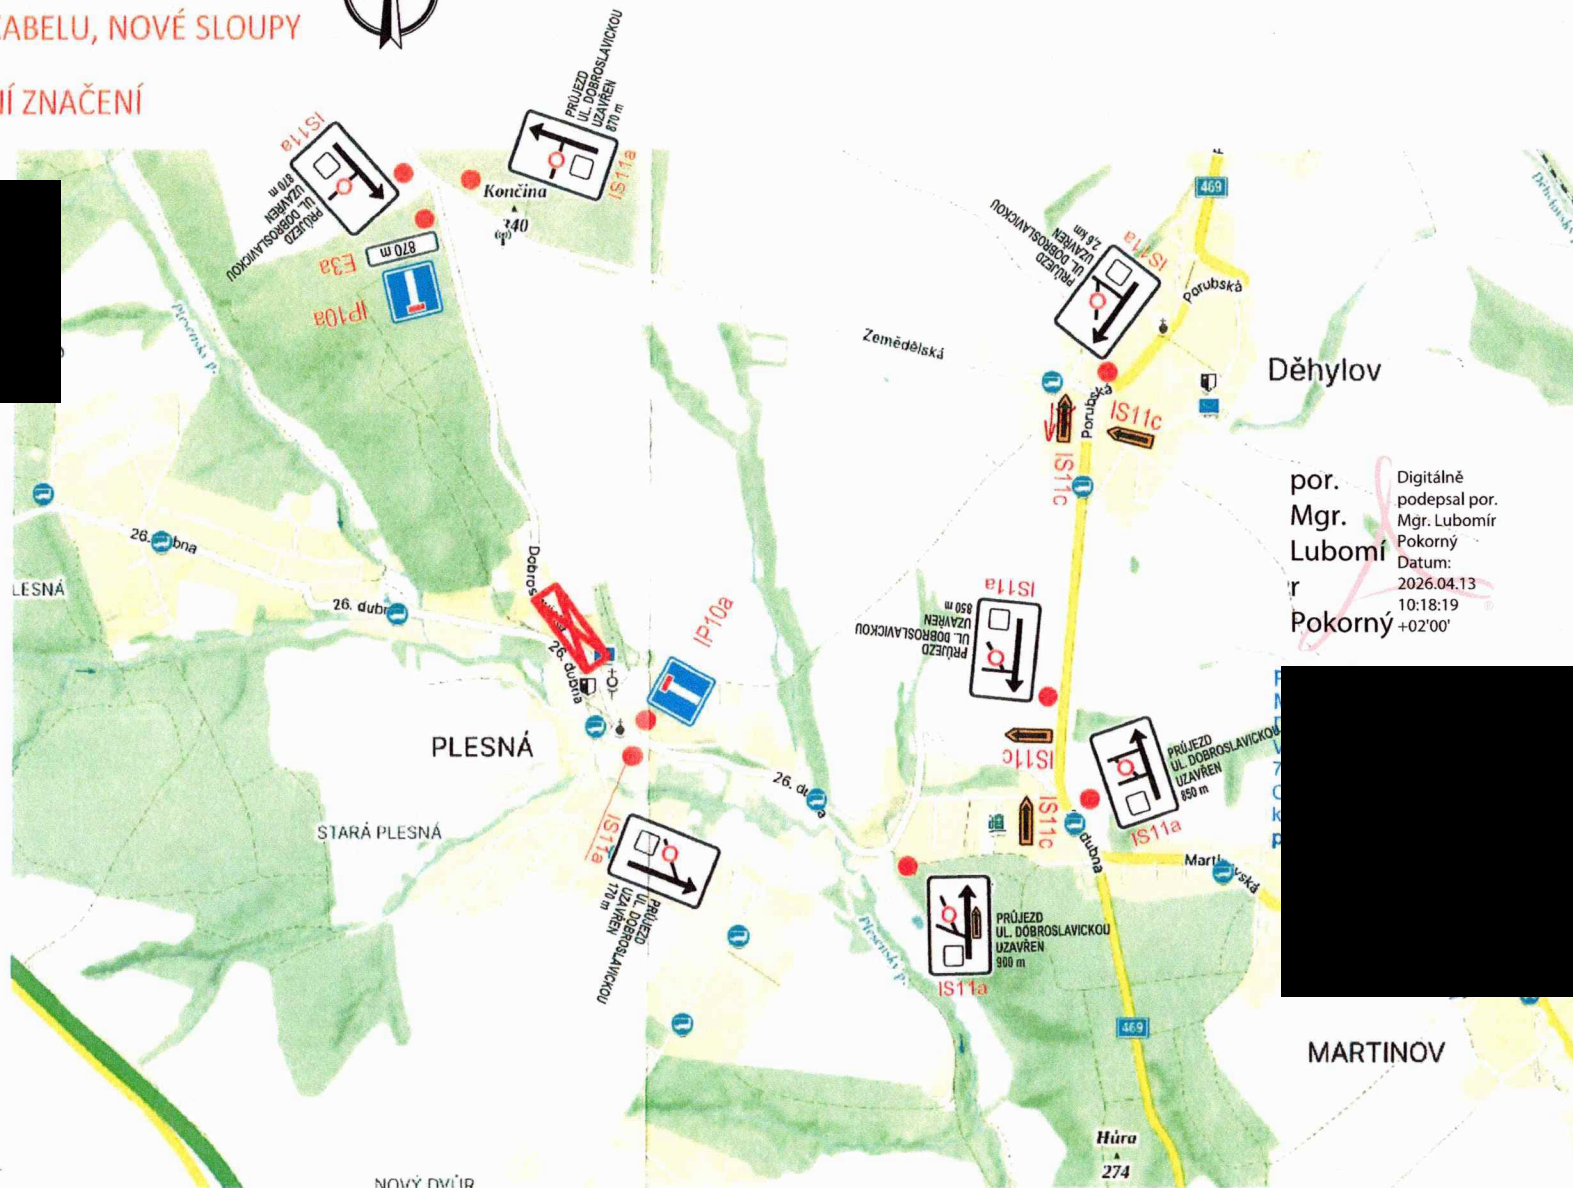 KABELU, NOVÉ SLOUPY
NÍ ZNAČENÍ
IS11a
PRŮJEZD
UL. DOBROSLAVICKOU
UZAVŘEN
870 m
PRŮJEZD
UL. DOBROSLAVICKOU
UZAVŘEN
870 m
IS11a
Končina
340
870 m
E3a
IP10a
Plesenský p.
469
PRŮJEZD
UL. DOBROSLAVICKOU
UZAVŘEN
2,6 km
IS11a
Porubská
Zemědělská
Děhylov
Porubská
IS11c
IS11c
por.
Mgr.
Lubomí
r
Pokorný
Digitálně
podepsal por.
Mgr. Lubomír
Pokorný
Datum:
2026.04.13
10:18:19
+02'00'
26. dubna
LESNÁ
26. dubna
26. dubna
IP10a
IS11a
PRŮJEZD
UL. DOBROSLAVICKOU
UZAVŘEN
850 m
IS11c
PRŮJEZD
UL. DOBROSLAVICKOU
UZAVŘEN
850 m
IS11a
IS11c
PLESNÁ
26. dubna
STARÁ PLESNÁ
IS11a
PRŮJEZD
UL. DOBROSLAVICKOU
UZAVŘEN
170 m
dubna
Martinovská
PRŮJEZD
UL. DOBROSLAVICKOU
UZAVŘEN
900 m
IS11a
Plesenský p.
469
MARTINOV
Hůra
274
NOVÝ DVŮR